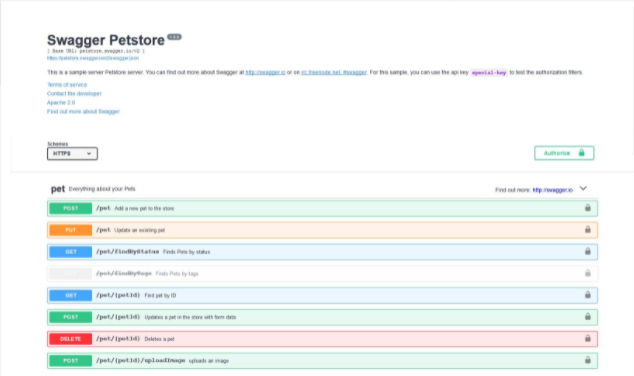 Swagger Petstore
[ Base URL: petstore.swagger.io/v2 ]
https://petstore.swagger.io/v2/swagger.json
This is a sample server Petstore server. You can find out more about Swagger at http://swagger.io or on irc.freenode.net, #swagger. For this sample, you can use the api key special-key to test the authorization filters.
Terms of service
Contact the developer
Apache 2.0
Find out more about Swagger
Schemes
HTTPS
Authorize
pet Everything about your Pets Find out more: http://swagger.io
POST /pet Add a new pet to the store
PUT /pet Update an existing pet
GET /pet/findByStatus Finds Pets by status
/pet/findByTags Finds Pets by tags
GET /pet/{petId} Find pet by ID
POST /pet/{petId} Updates a pet in the store with form data
DELETE /pet/{petId} Deletes a pet
POST /pet/{petId}/uploadImage uploads an image